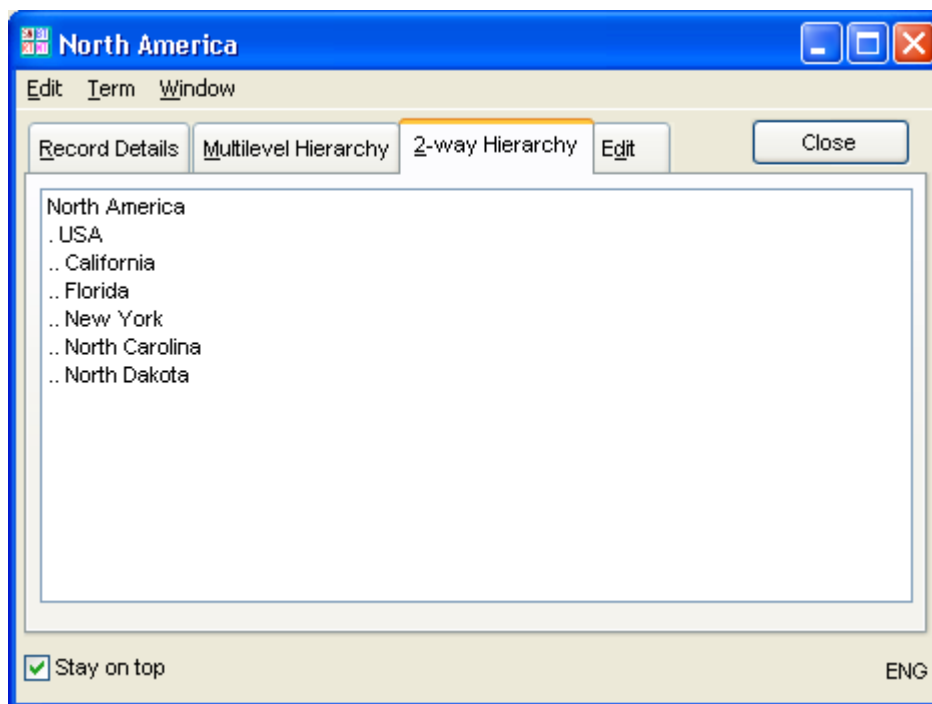 North America
Edit Term Window
Record Details Multilevel Hierarchy 2-way Hierarchy Edit Close
North America
. USA
.. California
.. Florida
.. New York
.. North Carolina
.. North Dakota
Stay on top ENG